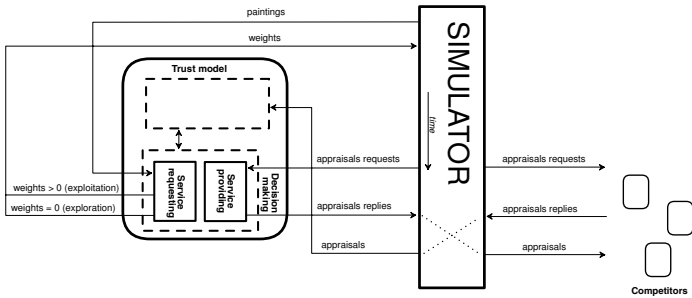 paintings
weights
Trust model
SIMULATOR
time
Service
requesting
Service
providing
Decision
making
appraisals requests
appraisals requests
weights > 0 (exploitation)
weights = 0 (exploration)
appraisals replies
appraisals replies
appraisals
appraisals
Competitors